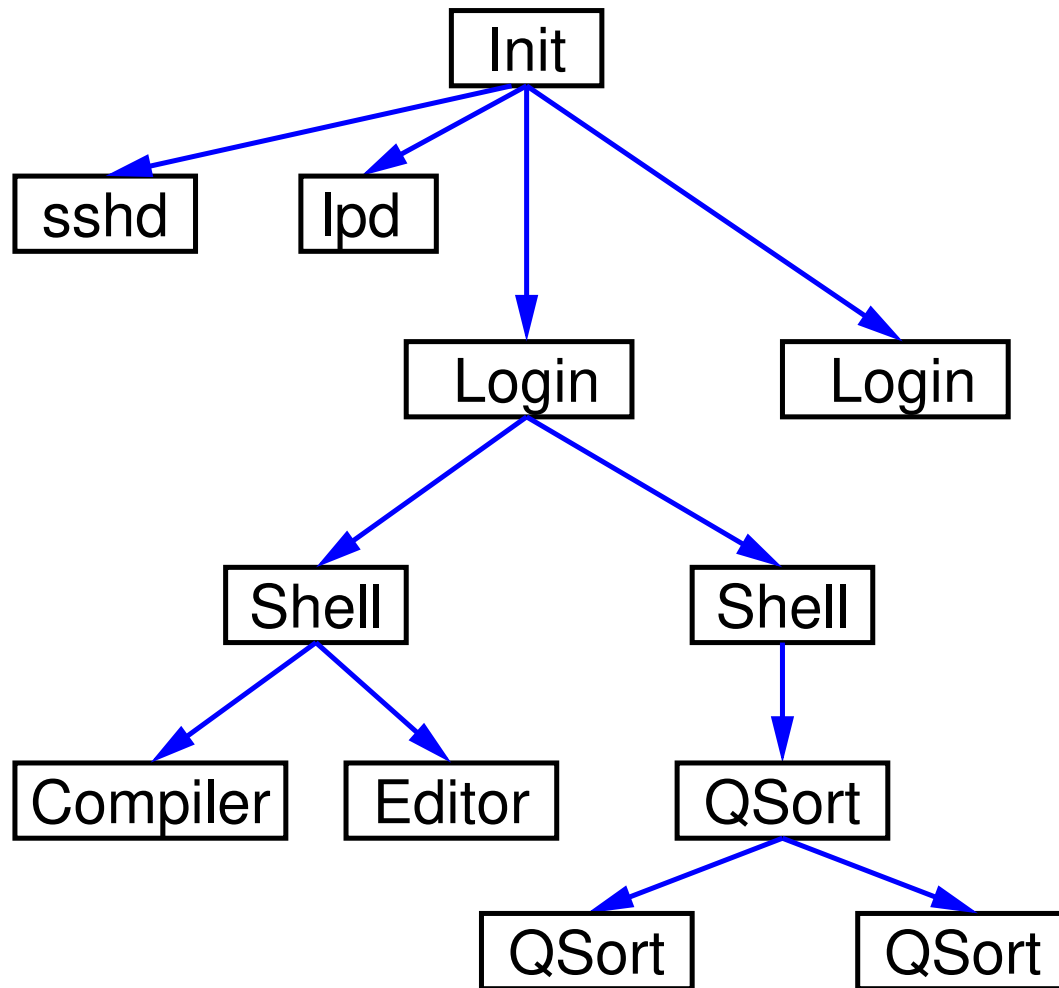 Init
sshd
lpd
Login
Login
Shell
Shell
Compiler
Editor
QSort
QSort
QSort